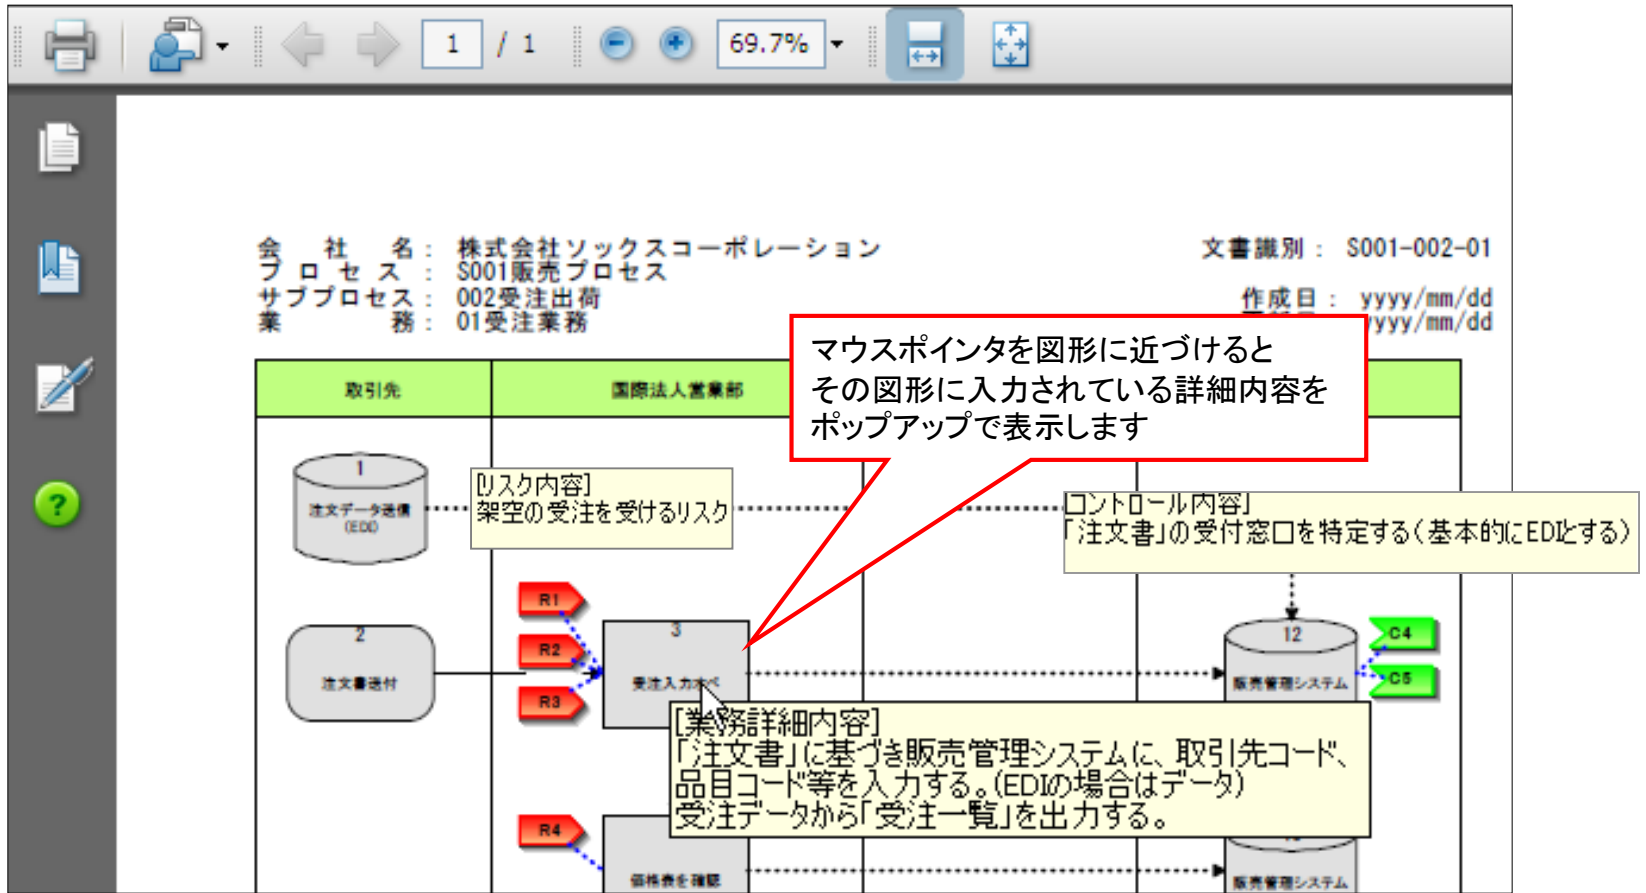 1 / 1 69.7%
会社名： 株式会社ソックスコーポレーション
文書識別： S001-002-01
プロセス： S001販売プロセス
サブプロセス： 002受注出荷
作成日： yyyy/mm/dd
業務： 01受注業務
yyyy/mm/dd
マウスポインタを図形に近づけると
その図形に入力されている詳細内容を
ポップアップで表示します
取引先
国際法人営業部
1
注文データ送信
(EDI)
[リスク内容]
架空の受注を受けるリスク
[コントロール内容]
「注文書」の受付窓口を特定する（基本的にEDIとする）
R1
R2
R3
2
注文書送付
3
受注入力オペ
12
販売管理システム
C4
C5
[業務詳細内容]
「注文書」に基づき販売管理システムに、取引先コード、
品目コード等を入力する。(EDIの場合はデータ)
受注データから「受注一覧」を出力する。
R4
価格表を確認
販売管理システム